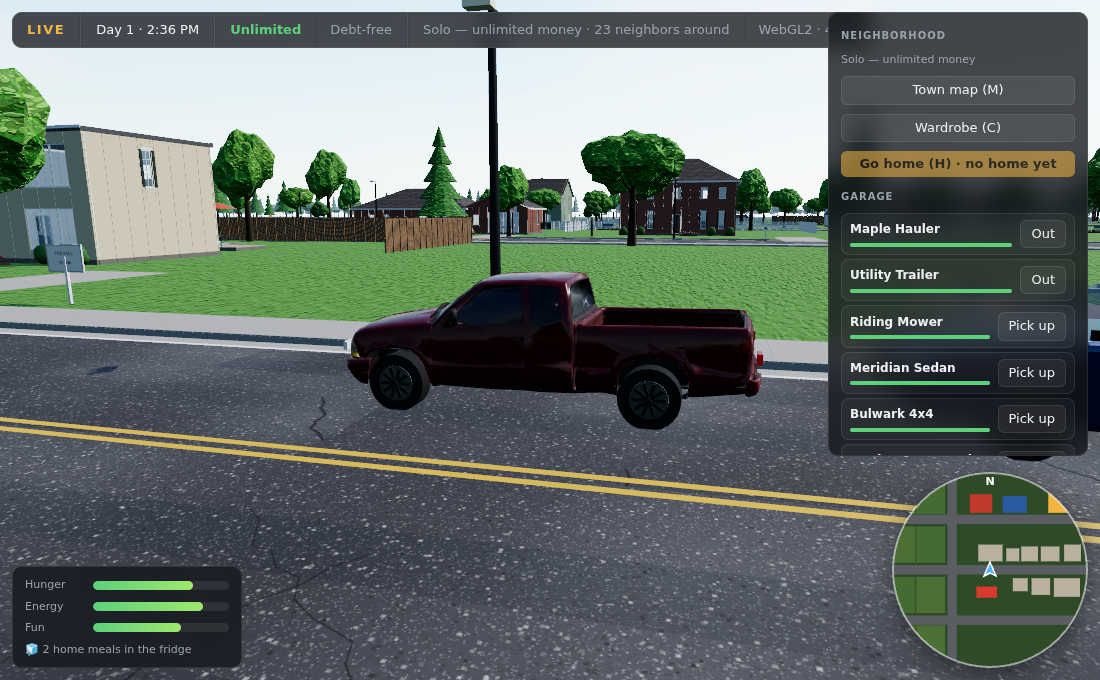 LIVE
Day 1 · 2:36 PM
Unlimited
Debt-free
Solo — unlimited money · 23 neighbors around
WebGL2 ·
NEIGHBORHOOD
Solo — unlimited money
Town map (M)
Wardrobe (C)
Go home (H) · no home yet
GARAGE
Maple Hauler
Out
Utility Trailer
Out
Riding Mower
Pick up
Meridian Sedan
Pick up
Bulwark 4x4
Pick up
N
Hunger
Energy
Fun
2 home meals in the fridge